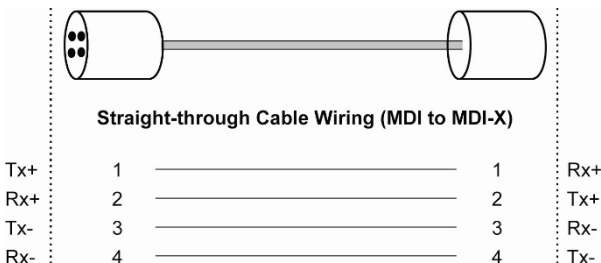 Straight-through Cable Wiring (MDI to MDI-X)
Tx+ 1 1 Rx+
Rx+ 2 2 Tx+
Tx- 3 3 Rx-
Rx- 4 4 Tx-